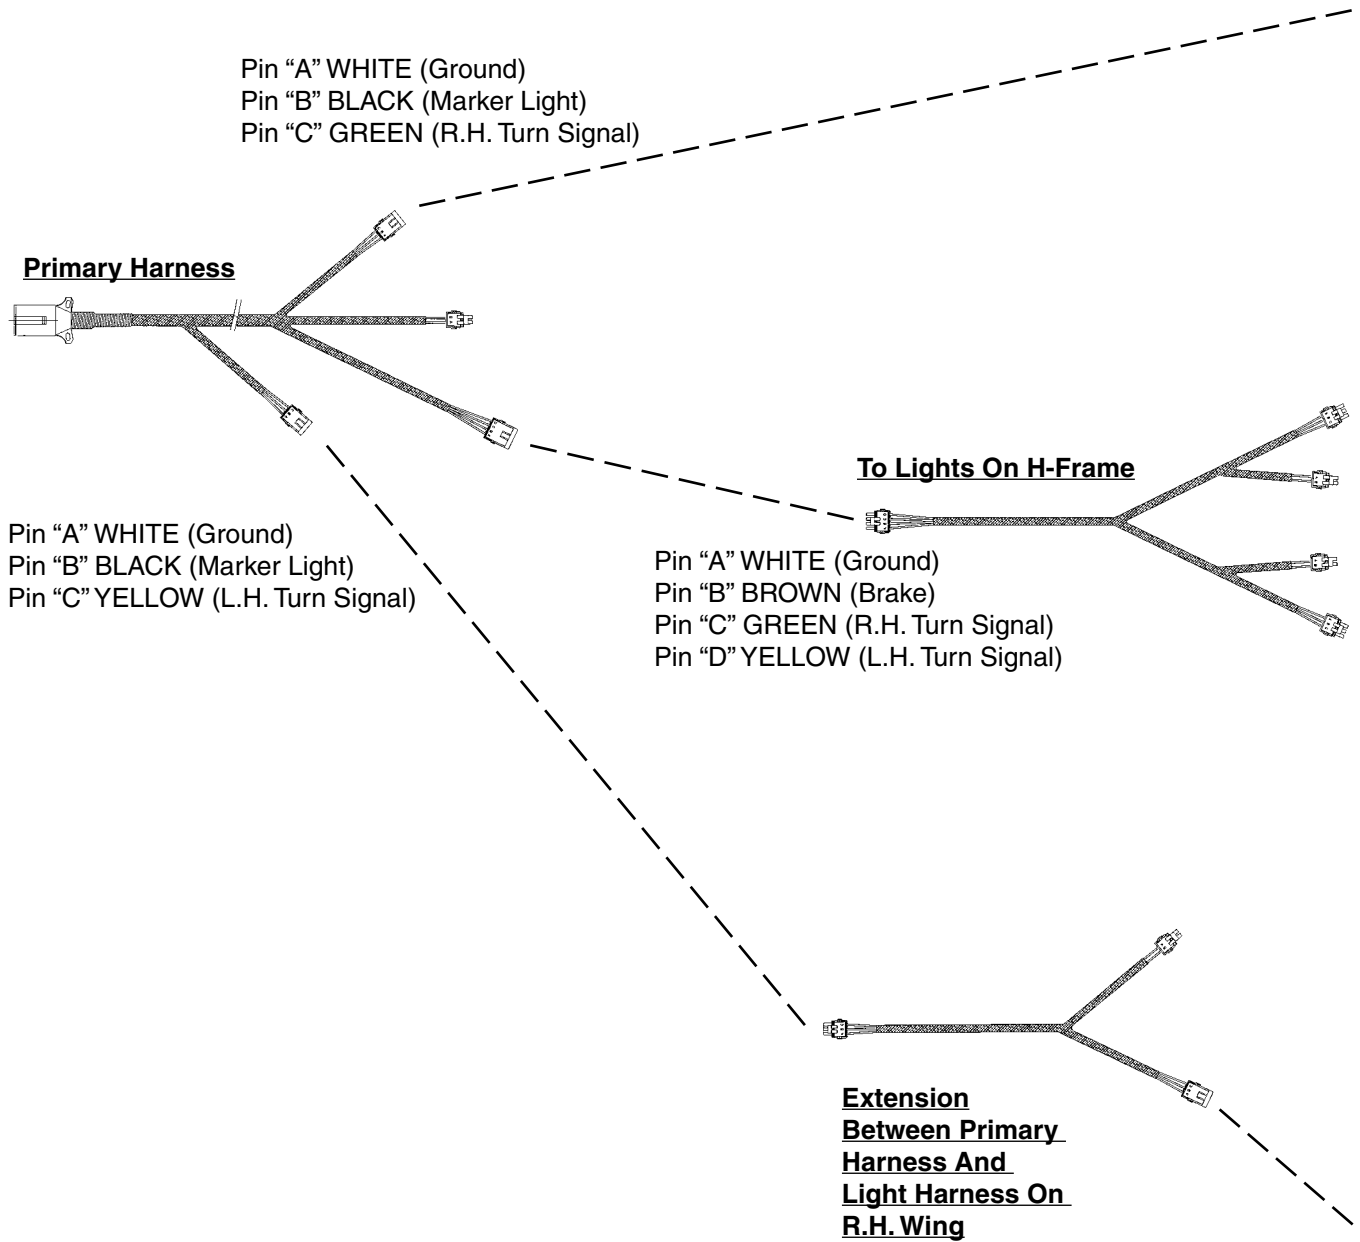 Pin “A” WHITE (Ground)
Pin “B” BLACK (Marker Light)
Pin “C” GREEN (R.H. Turn Signal)
Primary Harness
To Lights On H-Frame
Pin “A” WHITE (Ground)
Pin “B” BLACK (Marker Light)
Pin “C” YELLOW (L.H. Turn Signal)
Pin “A” WHITE (Ground)
Pin “B” BROWN (Brake)
Pin “C” GREEN (R.H. Turn Signal)
Pin “D” YELLOW (L.H. Turn Signal)
Extension
Between Primary
Harness And
Light Harness On
R.H. Wing